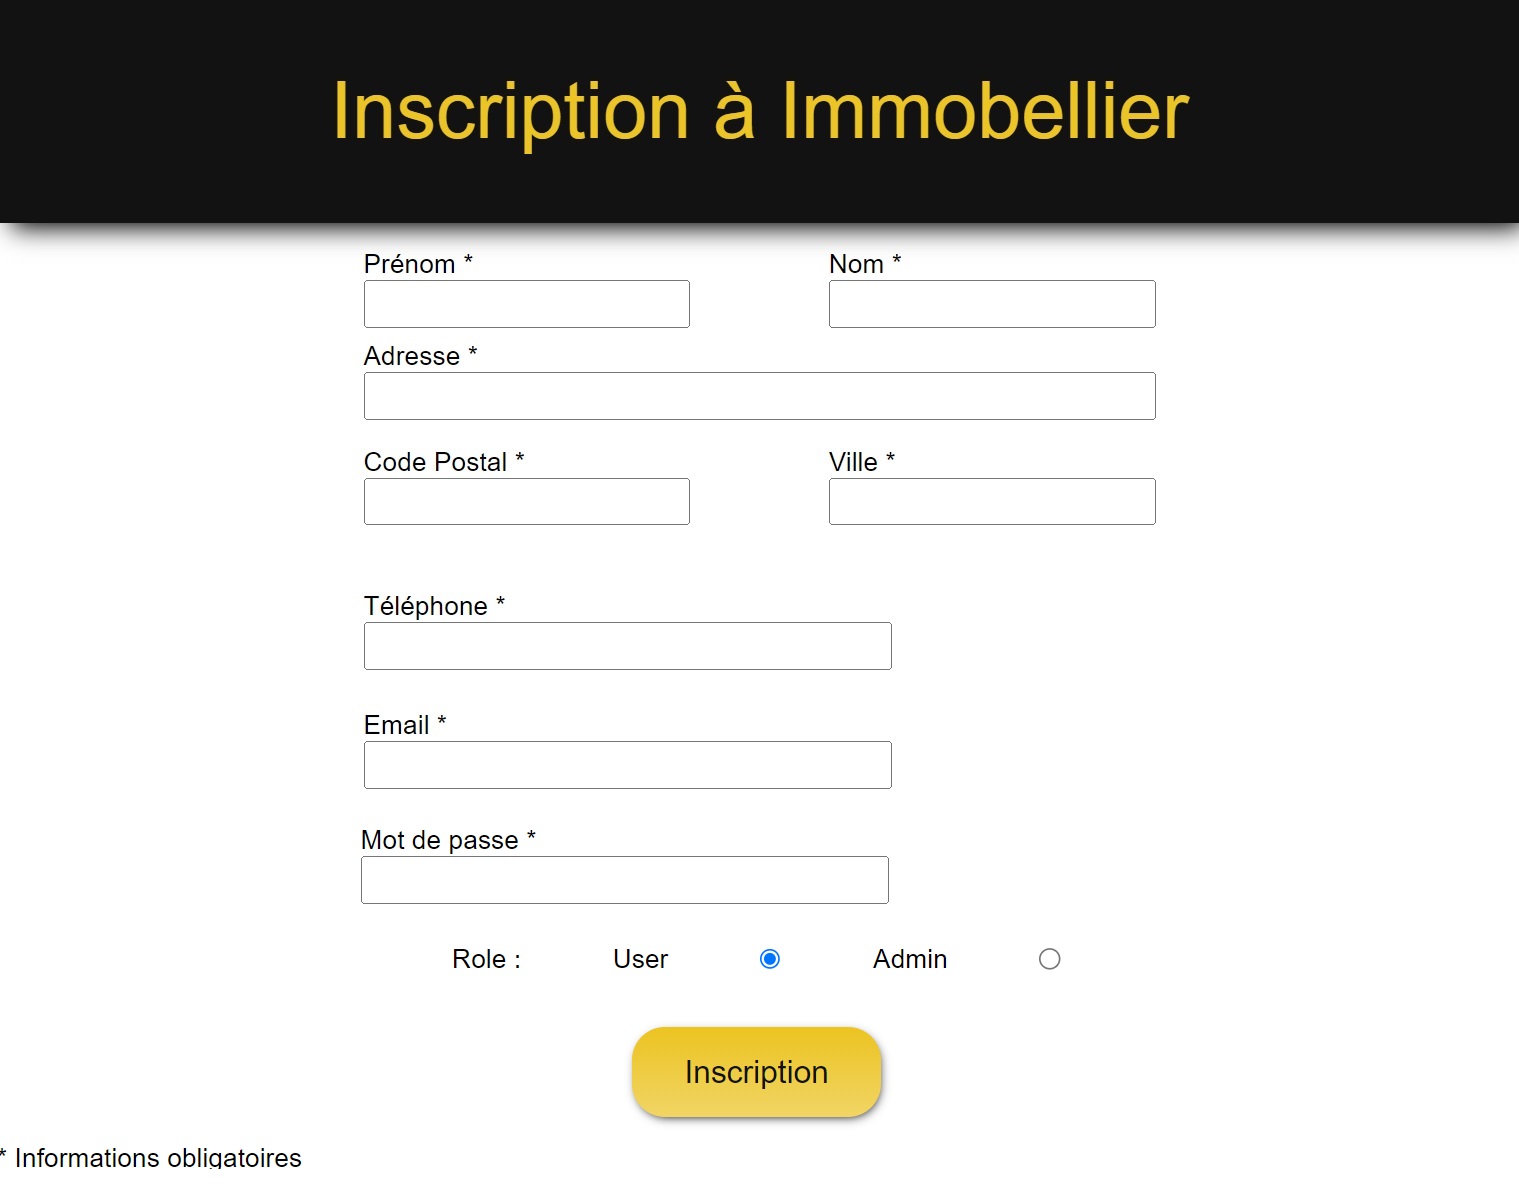 Inscription à Immobellier
Prénom * Nom *
Adresse *
Code Postal * Ville *
Téléphone *
Email *
Mot de passe *
Role : User Admin
Inscription
* Informations obligatoires